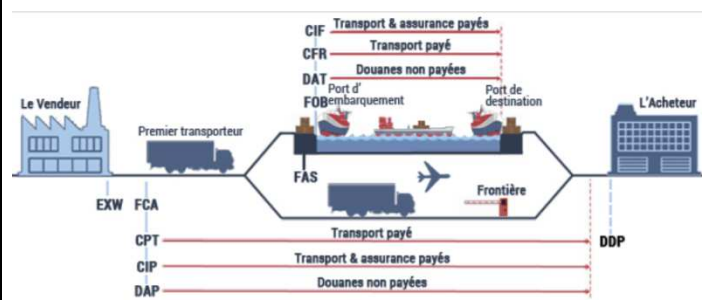 CIF Transport & assurance payés
CFR Transport payé
DAT Douanes non payées
FOB
Port d'
embarquement
Port de
destination
Le Vendeur
L'Acheteur
Premier transporteur
FAS
Frontière
EXW FCA
CPT Transport payé
DDP
CIP Transport & assurance payés
DAP Douanes non payées